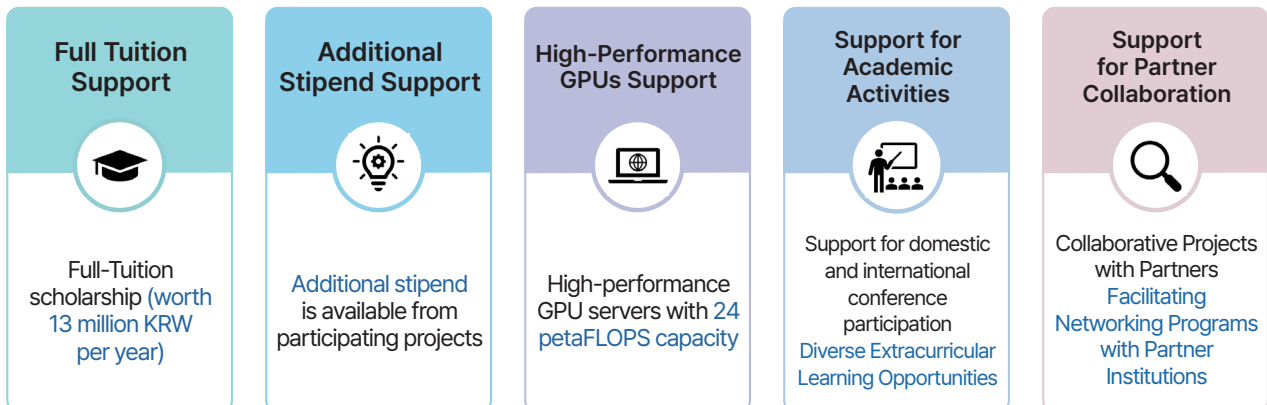 Full Tuition
Support
Full-Tuition
scholarship (worth
13 million KRW
per year)
Additional
Stipend Support
Additional stipend
is available from
participating projects
High-Performance
GPUs Support
High-performance
GPU servers with 24
petaFLOPS capacity
Support for
Academic
Activities
Support for domestic
and international
conference
participation
Diverse Extracurricular
Learning Opportunities
Support
for Partner
Collaboration
Collaborative Projects
with Partners
Facilitating
Networking Programs
with Partner
Institutions